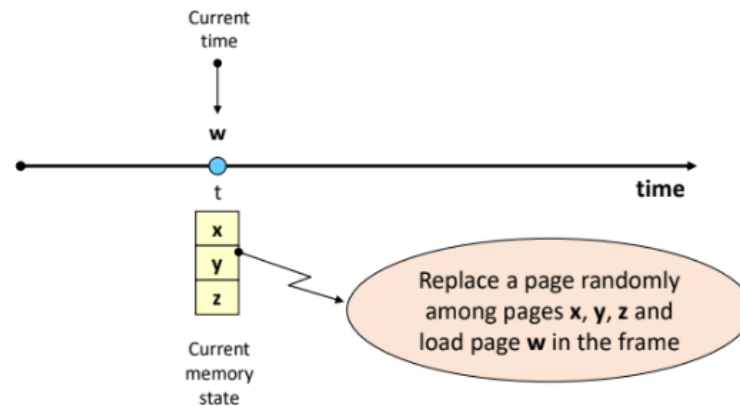 Current
time
w
t
time
x
y
z
Replace a page randomly
among pages x, y, z and
load page w in the frame
Current
memory
state